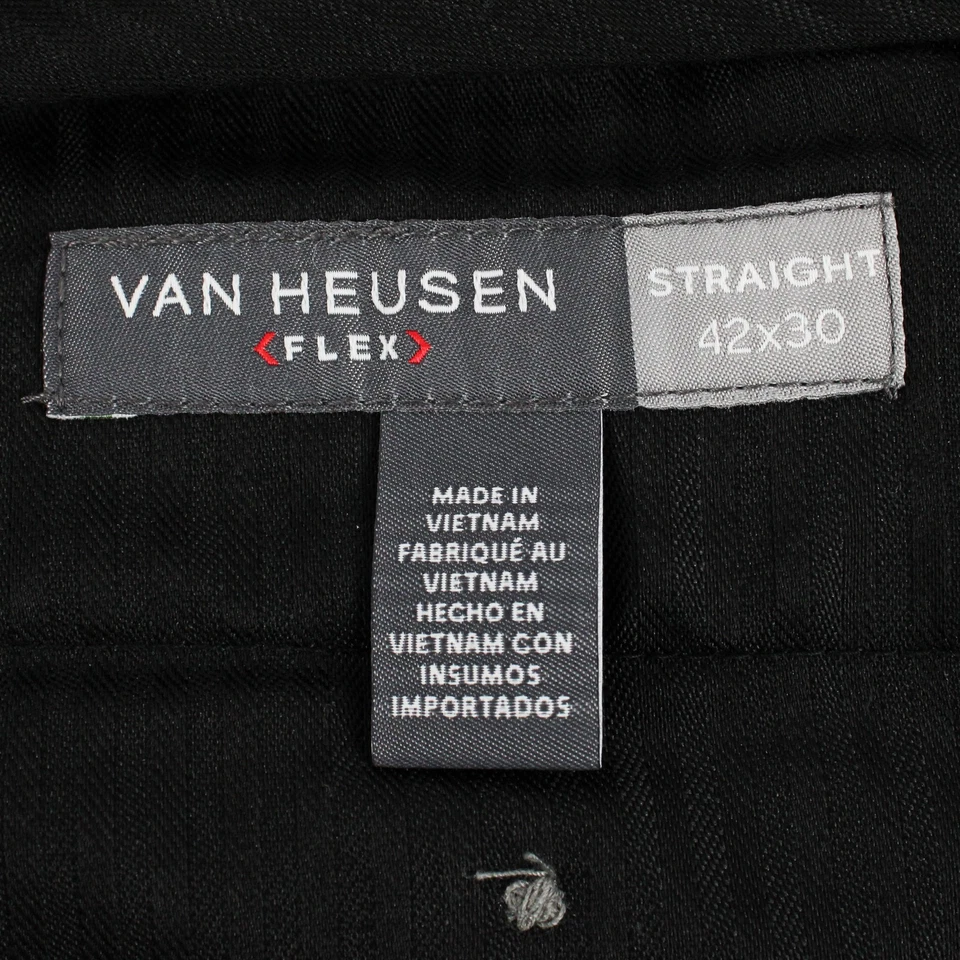 VAN HEUSEN
<FLEX>
STRAIGHT
42x30
MADE IN
VIETNAM
FABRIQUÉ AU
VIETNAM
HECHO EN
VIETNAM CON
INSUMOS
IMPORTADOS